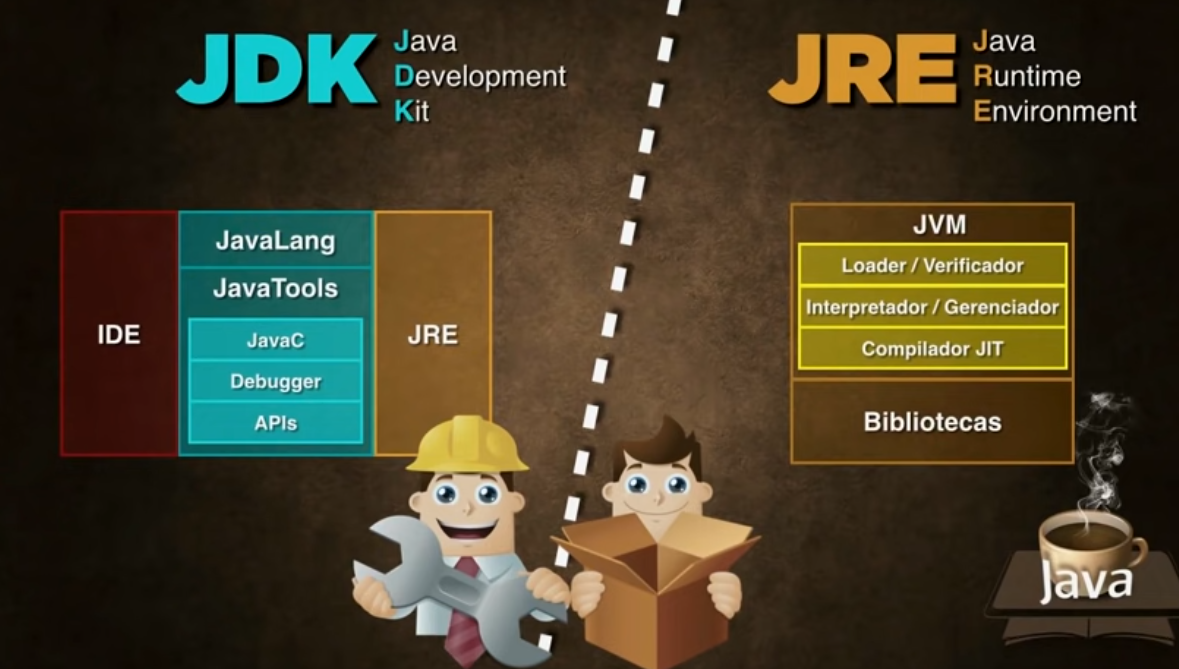 JDK
Java
Development
Kit
JRE
Java
Runtime
Environment
IDE
JavaLang
JavaTools
JavaC
Debugger
APIs
JRE
JVM
Loader / Verificador
Interpretador / Gerenciador
Compilador JIT
Bibliotecas
Java